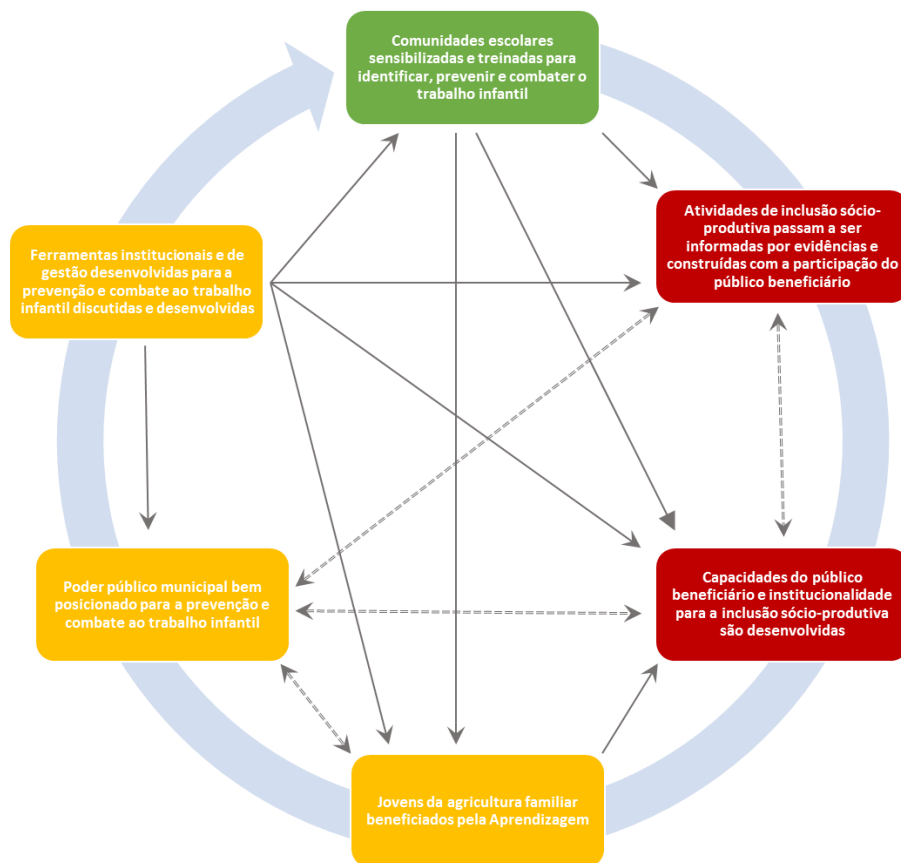 Comunidades escolares
sensibilizadas e treinadas para
identificar, prevenir e combater o
trabalho infantil
Atividades de inclusão sócio-
produtiva passam a ser
informadas por evidências e
construídas com a participação do
público beneficiário
Ferramentas institucionais e de
gestão desenvolvidas para a
prevenção e combate ao trabalho
infantil discutidas e desenvolvidas
Poder público municipal bem
posicionado para a prevenção e
combate ao trabalho infantil
Capacidades do público
beneficiário e institucionalidade
para a inclusão sócio-produtiva
são desenvolvidas
Jovens da agricultura familiar
beneficiados pela Aprendizagem